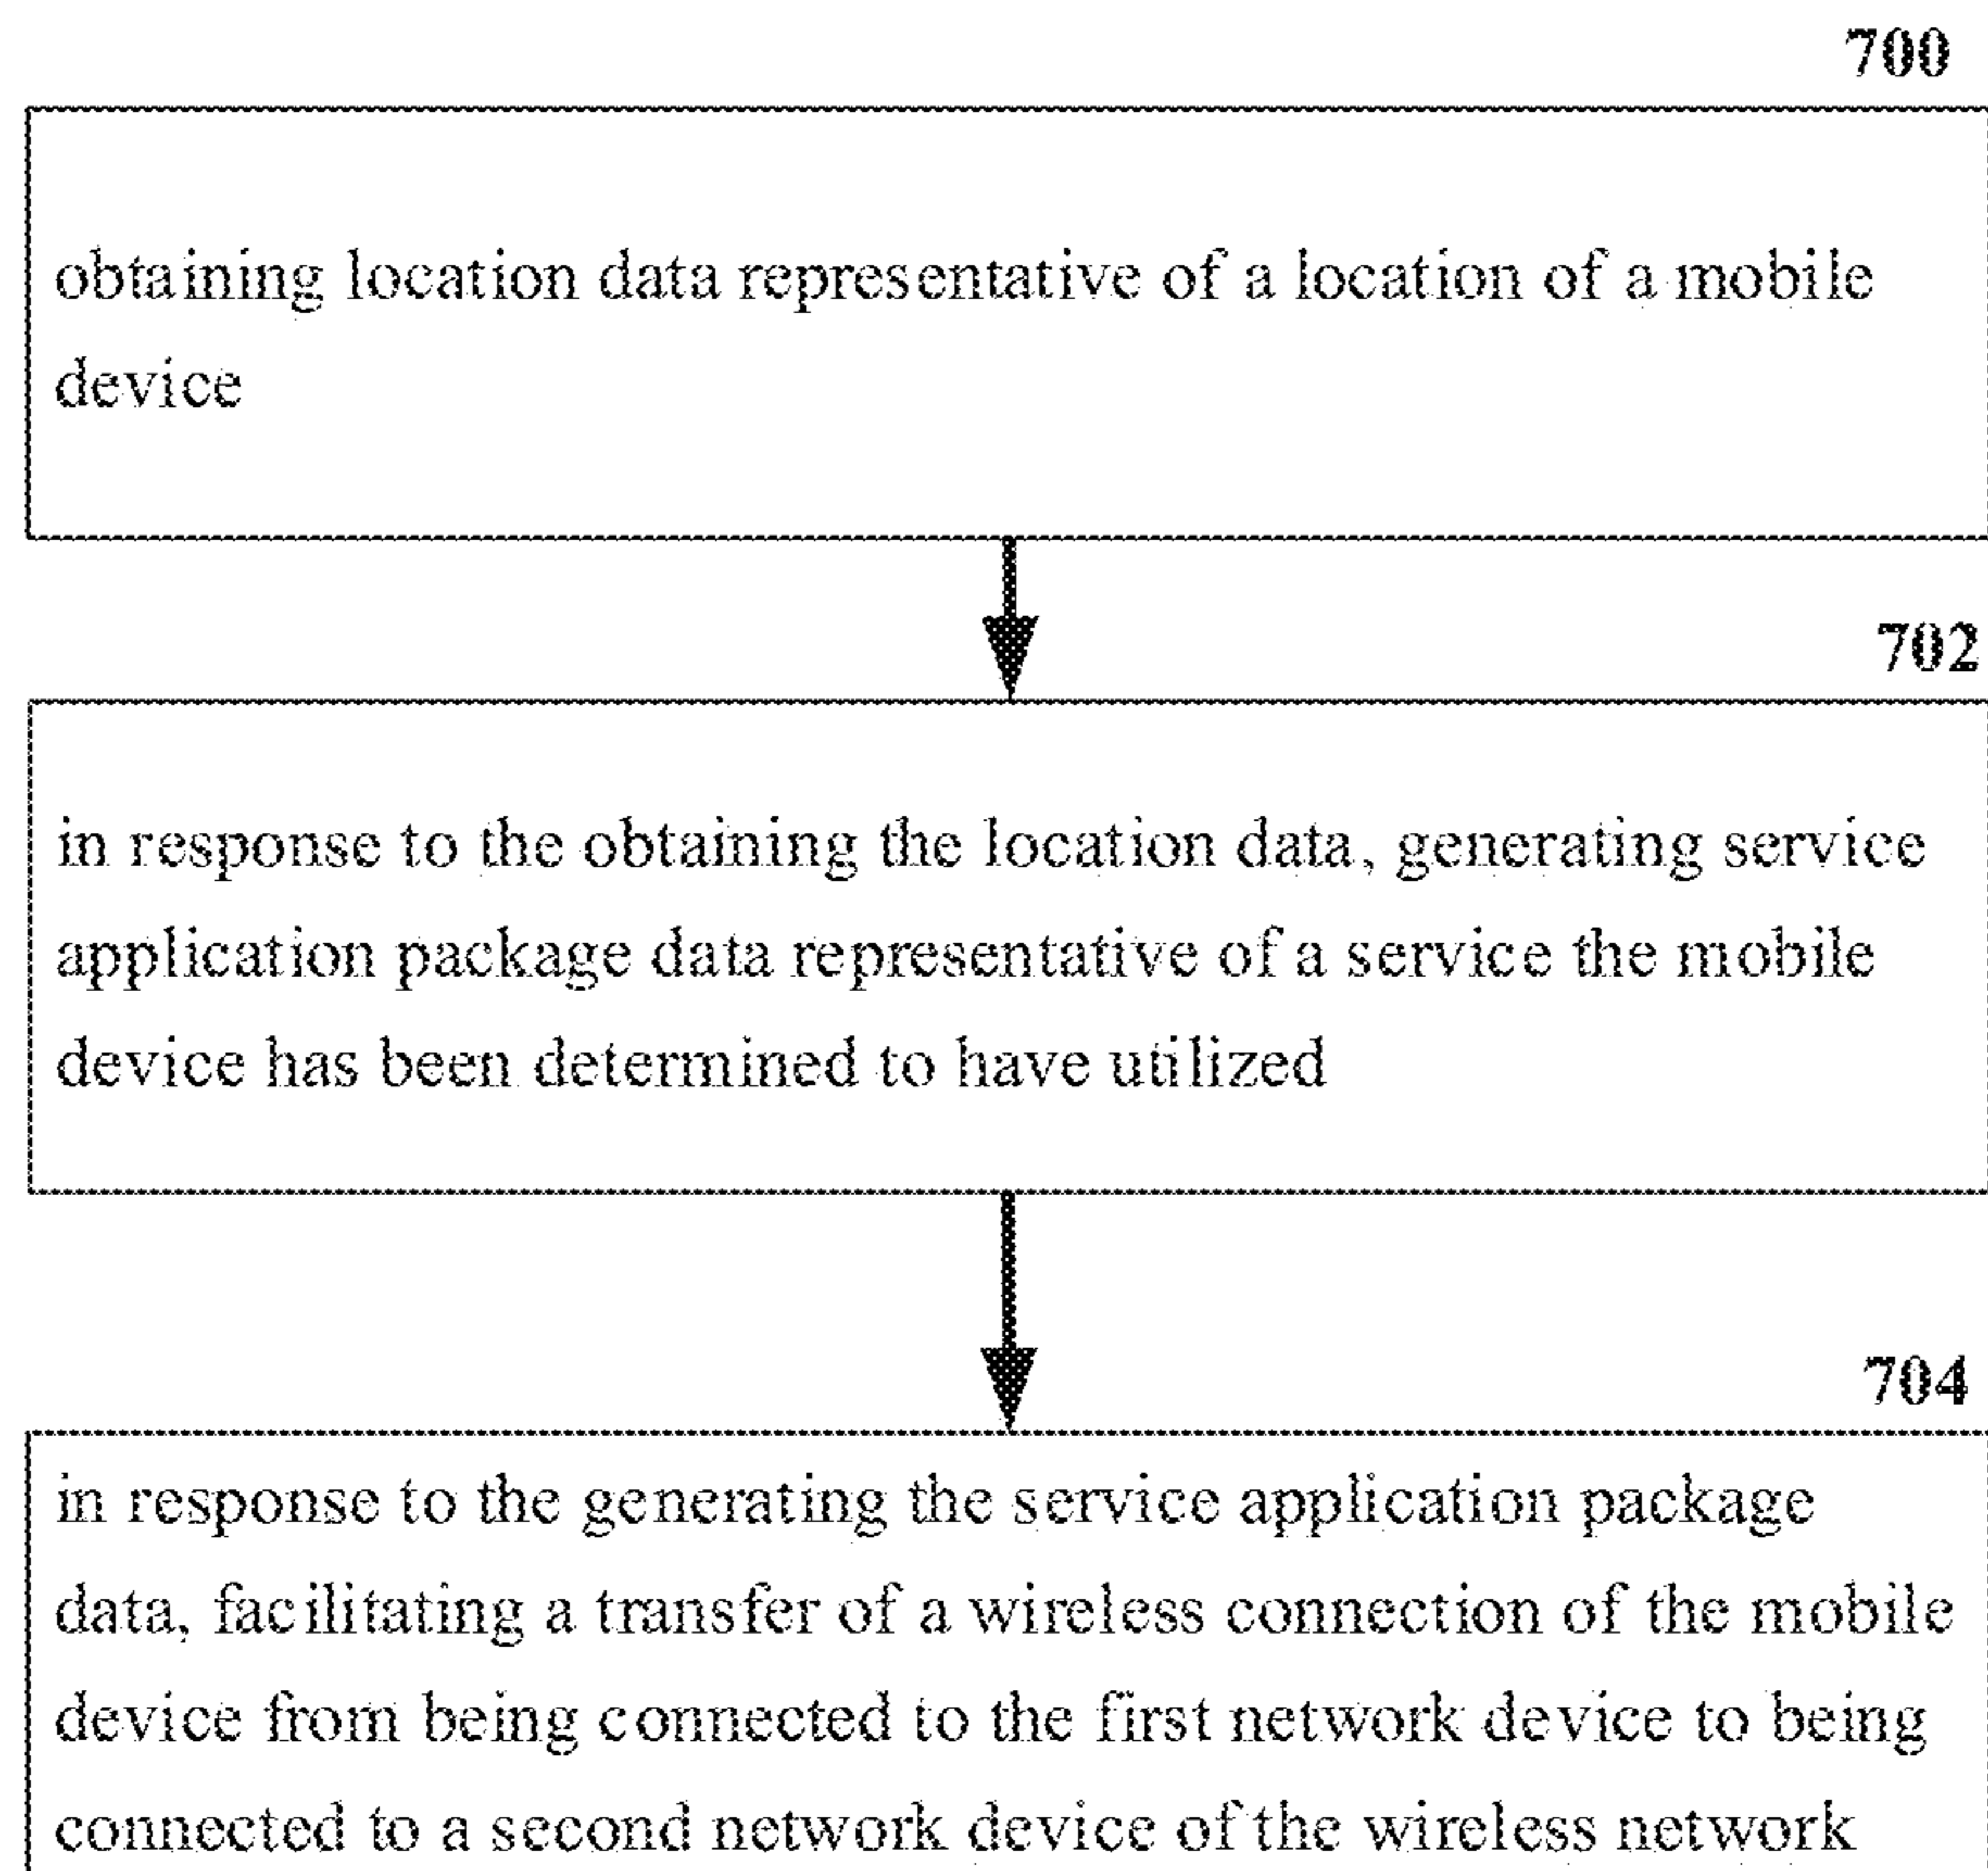 700
obtaining location data representative of a location of a mobile
device
702
in response to the obtaining the location data, generating service
application package data representative of a service the mobile
device has been determined to have utilized
704
in response to the generating the service application package
data, facilitating a transfer of a wireless connection of the mobile
device from being connected to the first network device to being
connected to a second network device of the wireless network